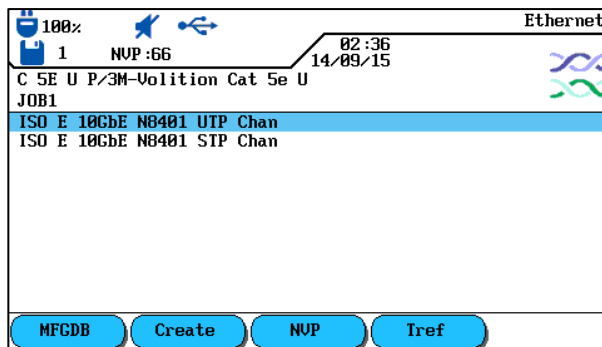 100%
Ethernet
1 NVP:66
02:36
14/09/15
C 5E U P/3M-Volition Cat 5e U
JOB1
ISO E 10GbE N8401 UTP Chan
ISO E 10GbE N8401 STP Chan
MFGDB Create NVP Tref